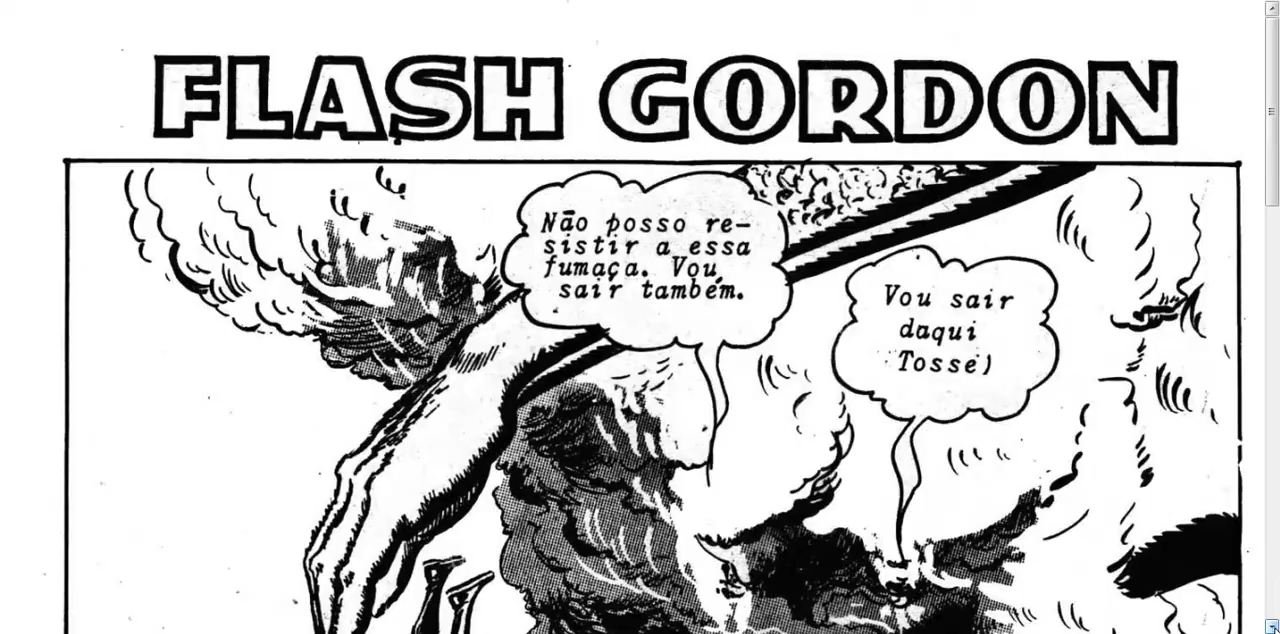 FLASH GORDON
Não posso re-
sistir a essa
fumaça. Vou
sair também.
Vou sair
daqui
Tosse)